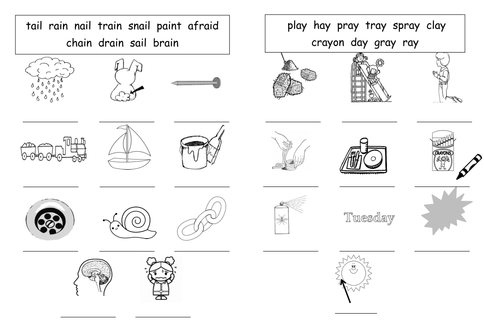 tail rain nail train snail paint afraid
chain drain sail brain
play hay pray tray spray clay
crayon day gray ray
Tuesday